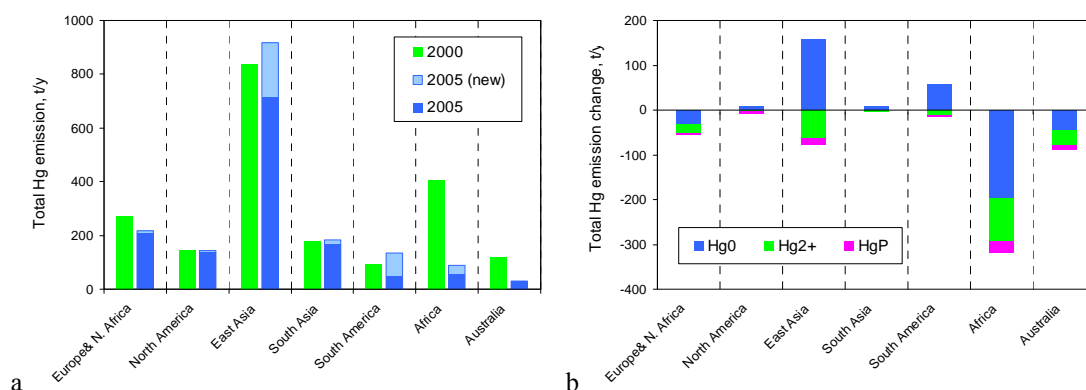 Total Hg emission, t/y
1000
800
600
400
200
0
2000
2005 (new)
2005
Europe& N. Africa
North America
East Asia
South Asia
South America
Africa
Australia
a
Total Hg emission change, t/y
200
100
0
-100
-200
-300
-400
Hg0
Hg2+
HgP
Europe& N. Africa
North America
East Asia
South Asia
South America
Africa
Australia
b